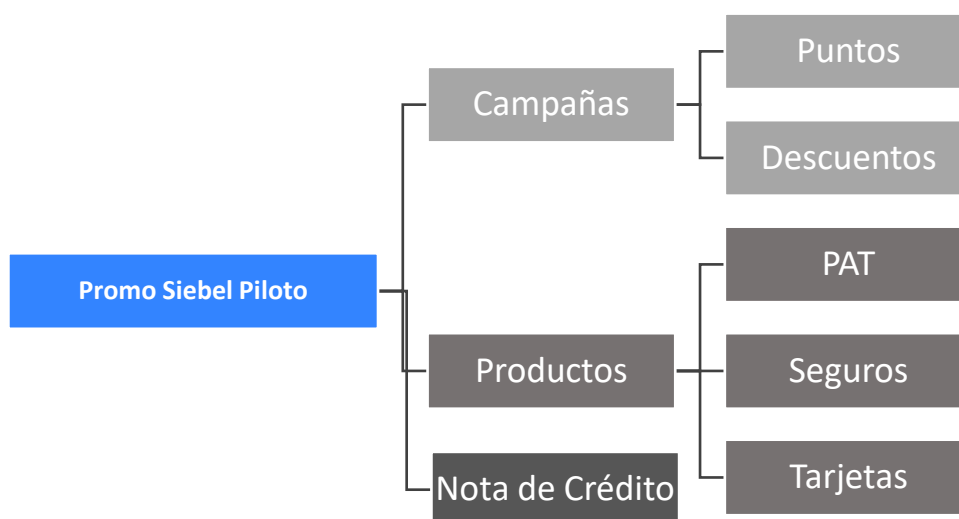 Promo Siebel Piloto
Campañas
Puntos
Descuentos
Productos
PAT
Seguros
Tarjetas
Nota de Crédito